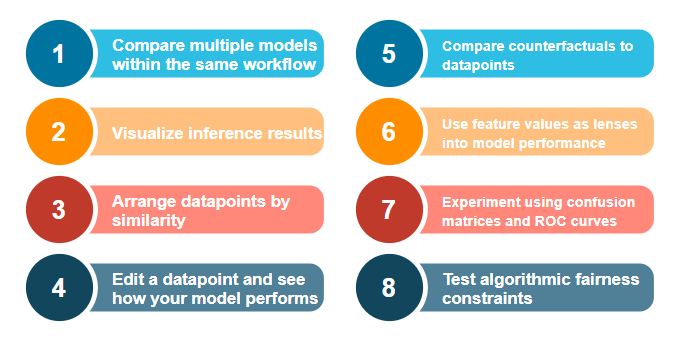 1
Compare multiple models
within the same workflow
2
Visualize inference results
3
Arrange datapoints by
similarity
4
Edit a datapoint and see
how your model performs
5
Compare counterfactuals to
datapoints
6
Use feature values as lenses
into model performance
7
Experiment using confusion
matrices and ROC curves
8
Test algorithmic fairness
constraints